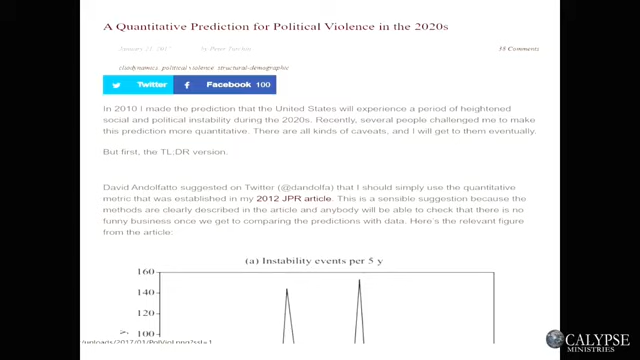 A Quantitative Prediction for Political Violence in the 2020s
by Peter Turchin
Comments
cliodynamics political violence structural-demographic
Twitter Facebook 100
In 2010 I made the prediction that the United States will experience a period of heightened
social and political instability during the 2020s. Recently, several people challenged me to make
this prediction more quantitative. There are all kinds of caveats, and I will get to them eventually.
But first, the TL;DR version.
David Andolfatto suggested on Twitter (@dandolfa) that I should simply use the quantitative
metric that was established in my 2012 JPR article. This is a sensible suggestion because the
methods are clearly described in the article and anybody will be able to check that there is no
funny business once we get to comparing the predictions with data. Here's the relevant figure
from the article:
(a) Instability events per 5 y
160
140
120
100
CALYPSE
MINISTRIES